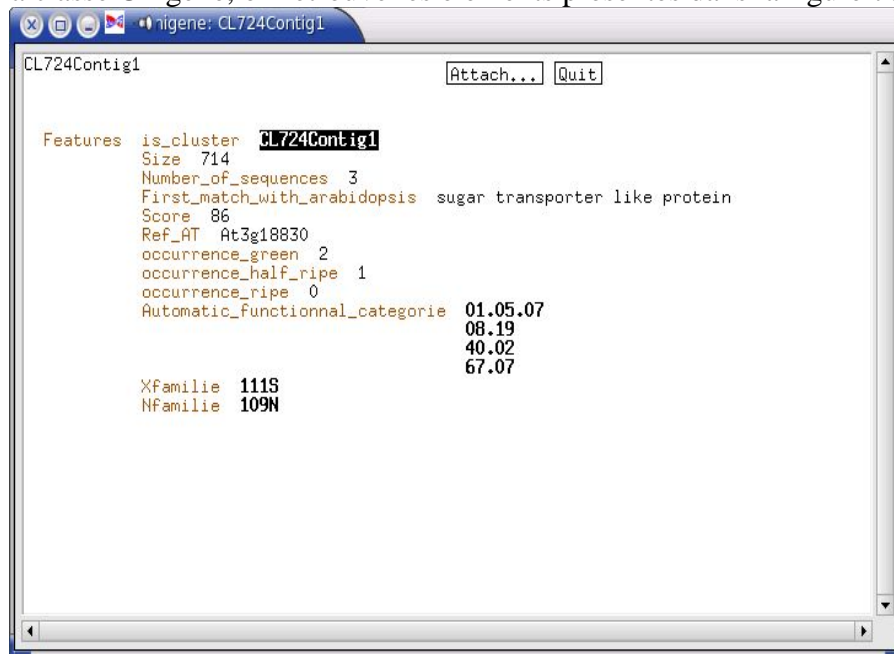 nigene: CL724Contig1
CL724Contig1
Attach... Quit
Features is_cluster CL724Contig1
Size 714
Number_of_sequences 3
First_match_with_arabidopsis sugar transporter like protein
Score 86
Ref_AT At3g18830
occurrence_green 2
occurrence_half_ripe 1
occurrence_ripe 0
Automatic_functionnal_categorie 01.05.07
08.19
40.02
67.07
Xfamilie 111S
Nfamilie 109N